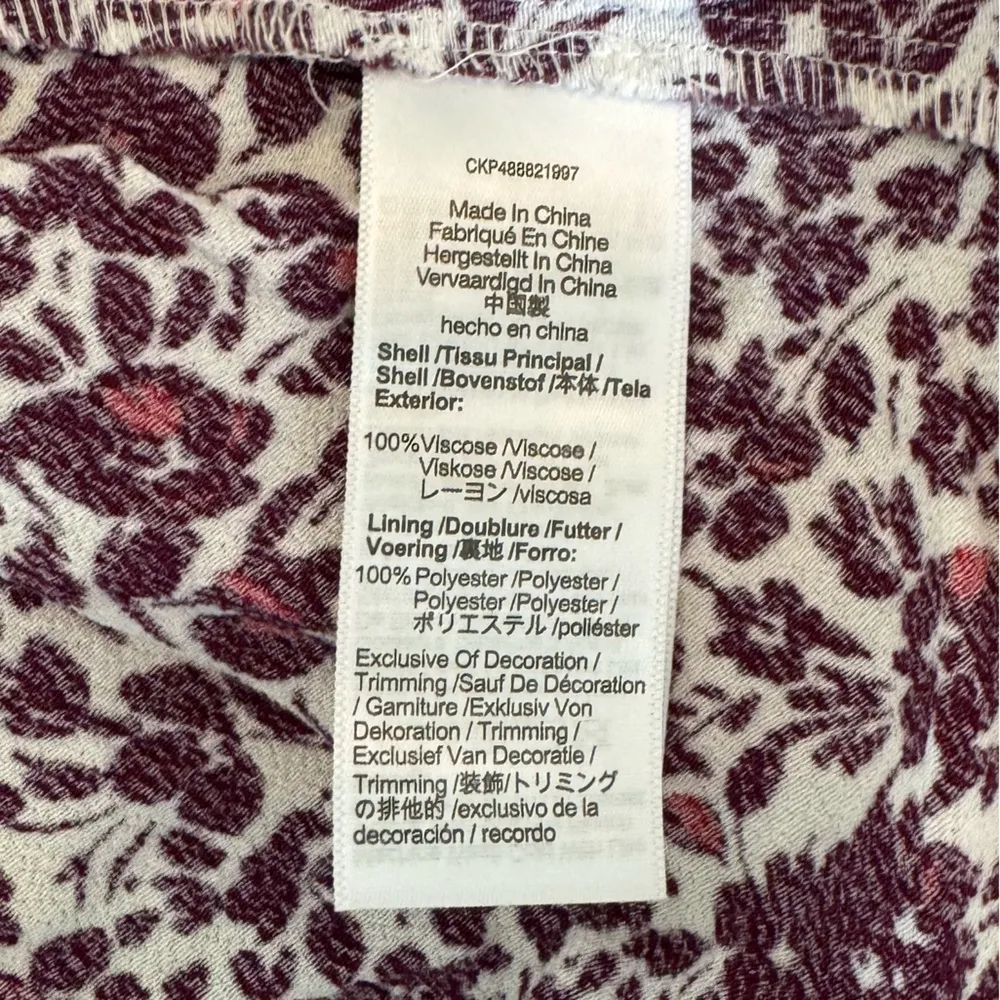 CKP488821997
Made In China
Fabriqué En Chine
Hergestellt In China
Vervaardigd In China
中国製
hecho en china
Shell /Tissu Principal /
Shell /Bovenstof /本体 /Tela
Exterior:
100%Viscose /Viscose /
Viskose /Viscose /
レーヨン /viscosa
Lining /Doublure /Futter /
Voering /裏地 /Forro:
100% Polyester /Polyester /
Polyester /Polyester /
ポリエステル /poliéster
Exclusive Of Decoration /
Trimming /Sauf De Décoration
/ Garniture /Exklusiv Von
Dekoration / Trimming /
Exclusief Van Decoratie /
Trimming /装飾/トリミング
の排他的 /exclusivo de la
decoración / recordo